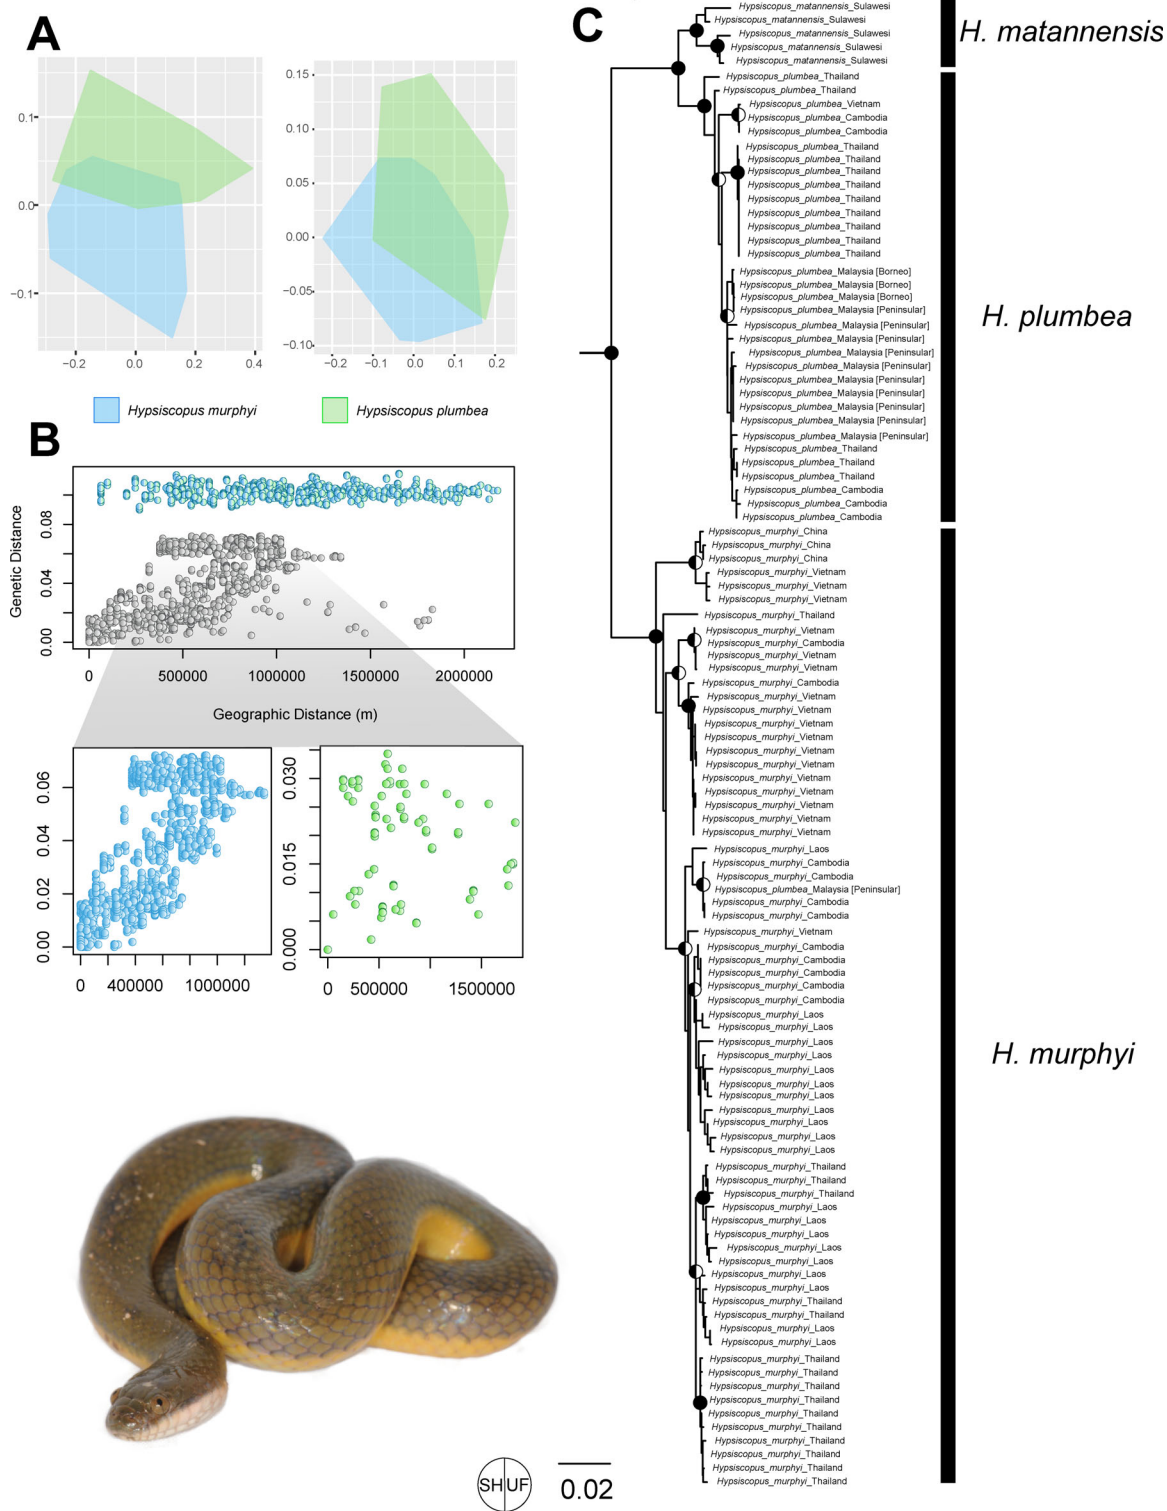 A
0.1
0.0
−0.1
−0.2
0.0
0.2
0.4
0.15
0.10
0.05
0.00
−0.05
−0.10
−0.2
−0.1
0.0
0.1
0.2
Hypsiscopus murphyi
Hypsiscopus plumbea
B
Genetic Distance
0.08
0.04
0.00
0
500000
1000000
1500000
2000000
Geographic Distance (m)
0.06
0.04
0.02
0.00
0
400000
1000000
0.030
0.015
0.000
0
500000
1500000
C
Hypsiscopus_matannensis_Sulawesi
Hypsiscopus_matannensis_Sulawesi
Hypsiscopus_matannensis_Sulawesi
Hypsiscopus_matannensis_Sulawesi
Hypsiscopus_matannensis_Sulawesi
Hypsiscopus_plumbea_Thailand
Hypsiscopus_plumbea_Thailand
Hypsiscopus_plumbea_Vietnam
Hypsiscopus_plumbea_Cambodia
Hypsiscopus_plumbea_Cambodia
Hypsiscopus_plumbea_Thailand
Hypsiscopus_plumbea_Thailand
Hypsiscopus_plumbea_Thailand
Hypsiscopus_plumbea_Thailand
Hypsiscopus_plumbea_Thailand
Hypsiscopus_plumbea_Thailand
Hypsiscopus_plumbea_Thailand
Hypsiscopus_plumbea_Thailand
Hypsiscopus_plumbea_Thailand
Hypsiscopus_plumbea_Malaysia [Borneo]
Hypsiscopus_plumbea_Malaysia [Borneo]
Hypsiscopus_plumbea_Malaysia [Borneo]
Hypsiscopus_plumbea_Malaysia [Peninsular]
Hypsiscopus_plumbea_Malaysia [Peninsular]
Hypsiscopus_plumbea_Malaysia [Peninsular]
Hypsiscopus_plumbea_Malaysia [Peninsular]
Hypsiscopus_plumbea_Malaysia [Peninsular]
Hypsiscopus_plumbea_Malaysia [Peninsular]
Hypsiscopus_plumbea_Malaysia [Peninsular]
Hypsiscopus_plumbea_Malaysia [Peninsular]
Hypsiscopus_plumbea_Malaysia [Peninsular]
Hypsiscopus_plumbea_Malaysia [Peninsular]
Hypsiscopus_plumbea_Thailand
Hypsiscopus_plumbea_Thailand
Hypsiscopus_plumbea_Thailand
Hypsiscopus_plumbea_Cambodia
Hypsiscopus_plumbea_Cambodia
Hypsiscopus_plumbea_Cambodia
Hypsiscopus_murphyi_China
Hypsiscopus_murphyi_China
Hypsiscopus_murphyi_China
Hypsiscopus_murphyi_Vietnam
Hypsiscopus_murphyi_Vietnam
Hypsiscopus_murphyi_Vietnam
Hypsiscopus_murphyi_Thailand
Hypsiscopus_murphyi_Vietnam
Hypsiscopus_murphyi_Cambodia
Hypsiscopus_murphyi_Vietnam
Hypsiscopus_murphyi_Vietnam
Hypsiscopus_murphyi_Cambodia
Hypsiscopus_murphyi_Vietnam
Hypsiscopus_murphyi_Vietnam
Hypsiscopus_murphyi_Vietnam
Hypsiscopus_murphyi_Vietnam
Hypsiscopus_murphyi_Vietnam
Hypsiscopus_murphyi_Vietnam
Hypsiscopus_murphyi_Vietnam
Hypsiscopus_murphyi_Vietnam
Hypsiscopus_murphyi_Vietnam
Hypsiscopus_murphyi_Vietnam
Hypsiscopus_murphyi_Vietnam
Hypsiscopus_murphyi_Laos
Hypsiscopus_murphyi_Cambodia
Hypsiscopus_murphyi_Cambodia
Hypsiscopus_plumbea_Malaysia [Peninsular]
Hypsiscopus_murphyi_Cambodia
Hypsiscopus_murphyi_Cambodia
Hypsiscopus_murphyi_Vietnam
Hypsiscopus_murphyi_Cambodia
Hypsiscopus_murphyi_Cambodia
Hypsiscopus_murphyi_Cambodia
Hypsiscopus_murphyi_Cambodia
Hypsiscopus_murphyi_Cambodia
Hypsiscopus_murphyi_Laos
Hypsiscopus_murphyi_Laos
Hypsiscopus_murphyi_Laos
Hypsiscopus_murphyi_Laos
Hypsiscopus_murphyi_Laos
Hypsiscopus_murphyi_Laos
Hypsiscopus_murphyi_Laos
Hypsiscopus_murphyi_Laos
Hypsiscopus_murphyi_Laos
Hypsiscopus_murphyi_Laos
Hypsiscopus_murphyi_Laos
Hypsiscopus_murphyi_Thailand
Hypsiscopus_murphyi_Thailand
Hypsiscopus_murphyi_Thailand
Hypsiscopus_murphyi_Laos
Hypsiscopus_murphyi_Laos
Hypsiscopus_murphyi_Laos
Hypsiscopus_murphyi_Laos
Hypsiscopus_murphyi_Laos
Hypsiscopus_murphyi_Laos
Hypsiscopus_murphyi_Laos
Hypsiscopus_murphyi_Thailand
Hypsiscopus_murphyi_Thailand
Hypsiscopus_murphyi_Laos
Hypsiscopus_murphyi_Laos
Hypsiscopus_murphyi_Thailand
Hypsiscopus_murphyi_Thailand
Hypsiscopus_murphyi_Thailand
Hypsiscopus_murphyi_Thailand
Hypsiscopus_murphyi_Thailand
Hypsiscopus_murphyi_Thailand
Hypsiscopus_murphyi_Thailand
Hypsiscopus_murphyi_Thailand
Hypsiscopus_murphyi_Thailand
Hypsiscopus_murphyi_Thailand
H. matannensis
H. plumbea
H. murphyi
SH UF
0.02